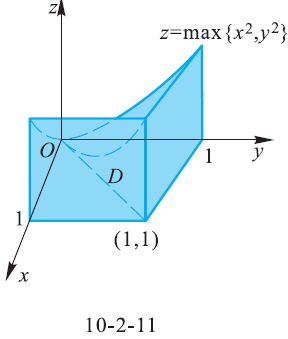 z
z=max{x²,y²}
O
1
y
D
1
(1,1)
x
10-2-11